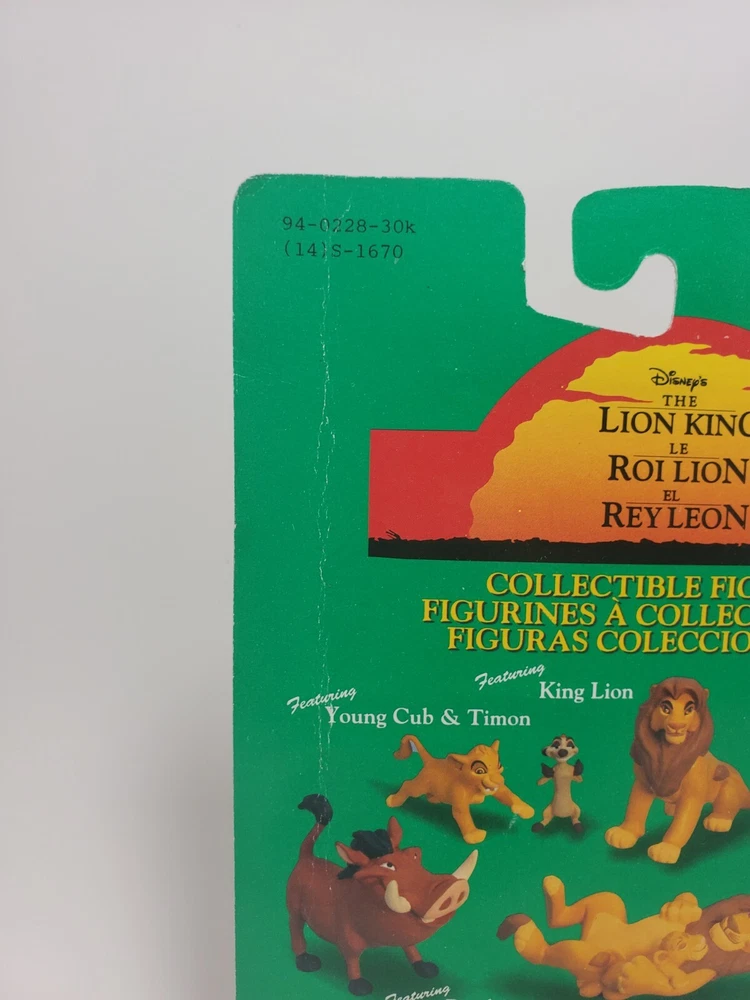 94-0228-30k
(14)S-1670
DISNEY'S
THE
LION KING
LE
ROI LION
EL
REY LEON
COLLECTIBLE FIG
FIGURINES À COLLEC
FIGURAS COLECCIO
Featuring
King Lion
Featuring
Young Cub & Timon
Featuring